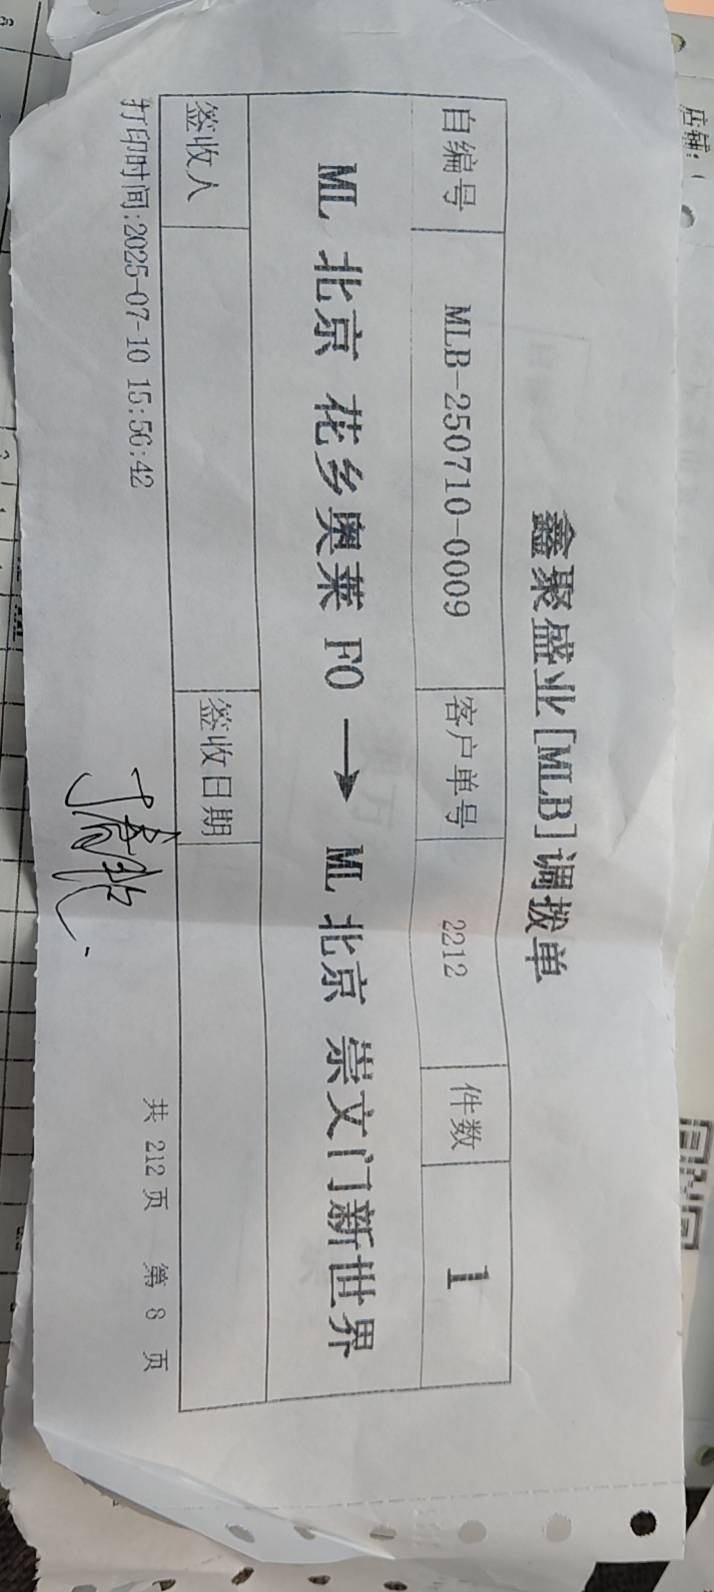 鑫聚盛业[MLB]调拨单
自编号 MLB-250710-0009 客户单号 2212 件数 1
ML 北京 花乡奥莱 FO → ML 北京 崇文门新世界
签收人 签收日期
打印时间:2025-07-10 15:56:42 共 212 页 第 8 页
店铺: